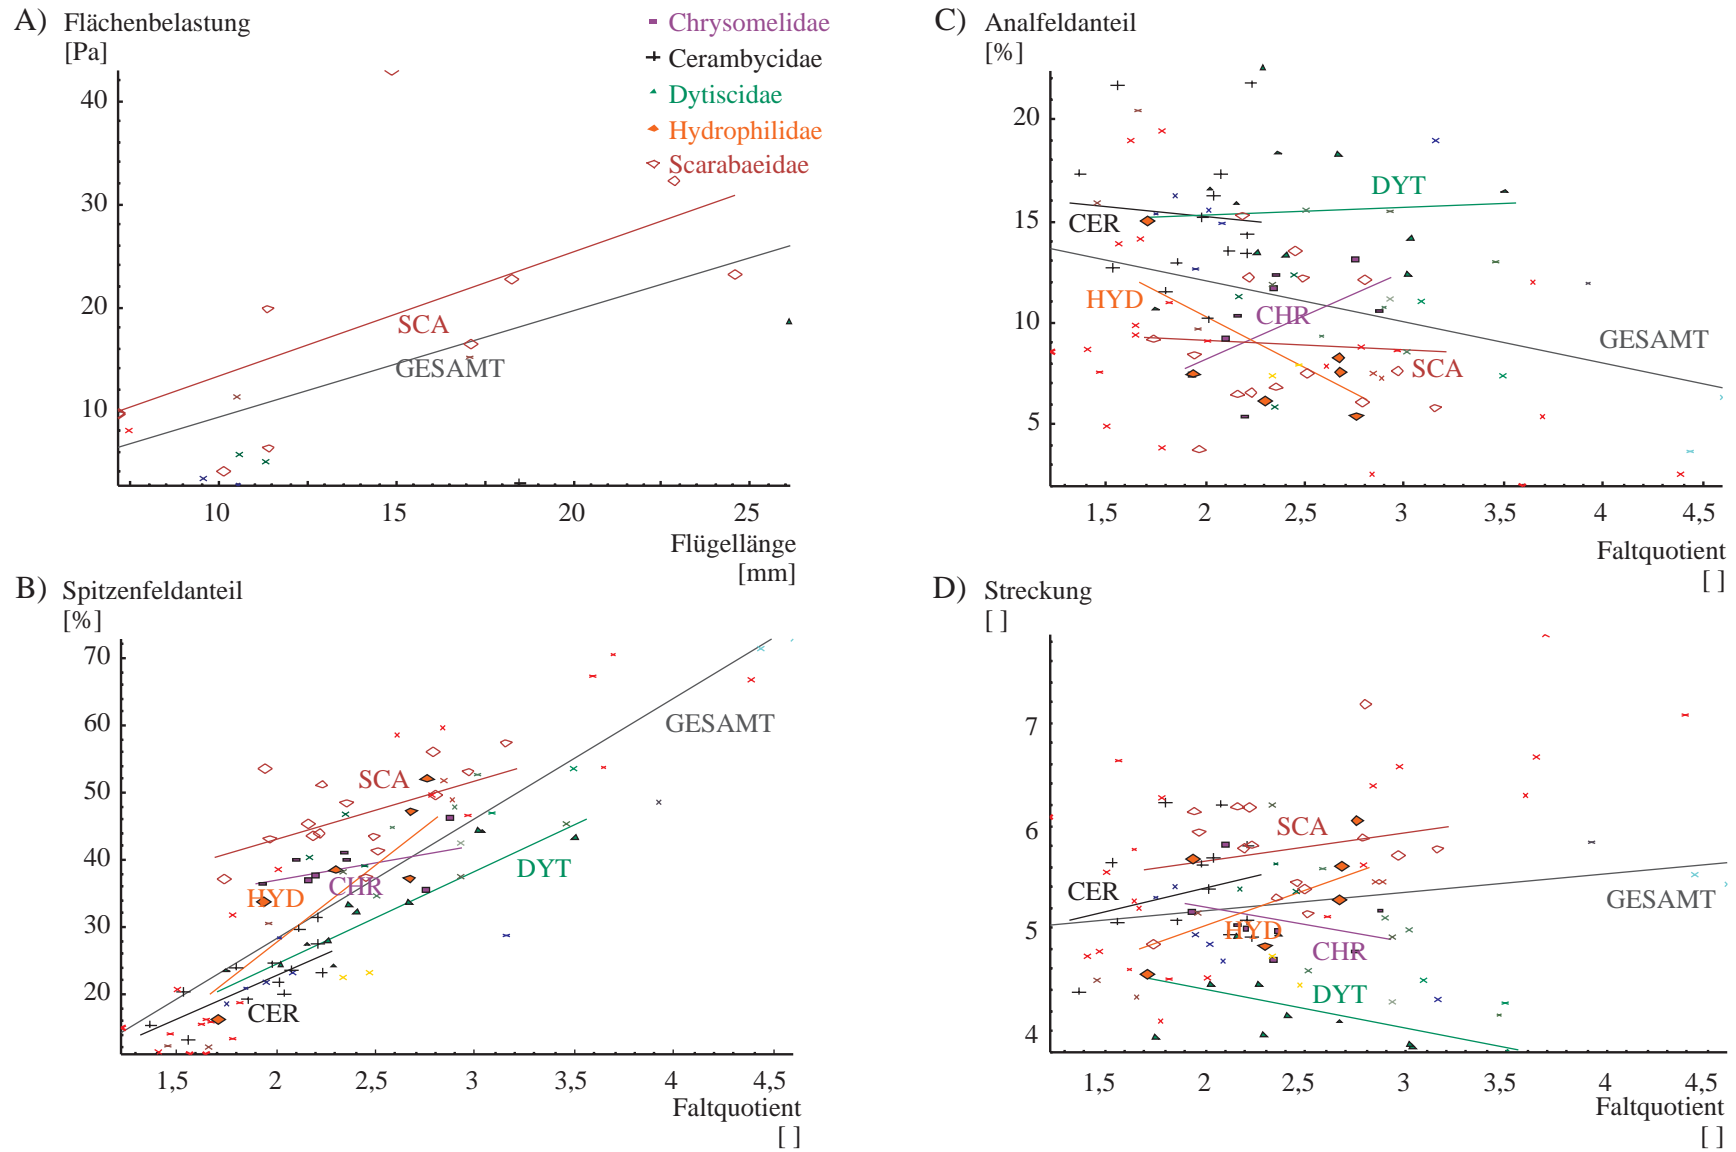 A) Flächenbelastung
[Pa]
40
30
20
10
SCA
GESAMT
10
15
20
25
Flügellänge
[mm]
Chrysomelidae
Cerambycidae
Dytiscidae
Hydrophilidae
Scarabaeidae
C) Analfeldanteil
[%]
20
15
10
5
DYT
CER
HYD
CHR
GESAMT
SCA
1,5
2
2,5
3
3,5
4
4,5
Faltquotient
[ ]
B) Spitzenfeldanteil
[%]
70
60
50
40
30
20
GESAMT
SCA
DYT
CHR
HYD
CER
1,5
2
2,5
3
3,5
4
4,5
Faltquotient
[ ]
D) Streckung
[ ]
7
6
5
4
SCA
CER
GESAMT
HYD
CHR
DYT
1,5
2
2,5
3
3,5
4
4,5
Faltquotient
[ ]